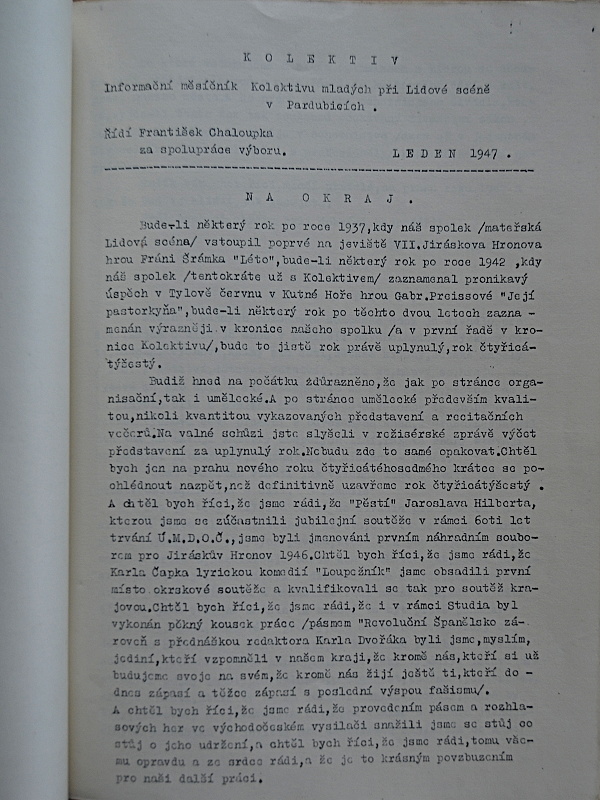 K O L E K T I V
Informační měsíčník Kolektivu mladých při Lidové scéně
v Pardubicích .
Řídí František Chaloupka
za spolupráce výboru.
L E D E N 1947 .
N A O K R A J .
Bude-li některý rok po roce 1937,kdy náš spolek /mateřská
Lidová scéna/ vstoupil poprvé na jeviště VII.Jiráskova Hronova
hrou Fráni Šrámka "Léto",bude-li některý rok po roce 1942 ,kdy
náš spolek /tentokráte už s Kolektivem/ zaznamenal pronikavý
úspěch v Tylově červnu v Kutné Hoře hrou Gabr.Preissové "Její
pastorkyňa",bude-li některý rok po těchto dvou letech zazna -
menán výrazněji v kronice našeho spolku /a v první řadě v kro-
nice Kolektivu/,bude to jistě rok právě uplynulý,rok čtyřicá-
týšestý.
Budiž hned na počátku zdůrazněno,že jak po stránce orga-
nisační,tak i umělecké.A po stránce umělecké především kvali-
tou,nikoli kvantitou vykazovaných představení a recitačních
večerů.Na valné schůzi jste slyšeli v režisérské zprávě výčet
představení za uplynulý rok.Nebudu zde to samé opakovat.Chtěl
bych jen na prahu nového roku čtyřicátéhosedmého krátce se po-
ohlédnout nazpět,než definitivně uzavřeme rok čtyřicátýšestý .
A chtěl bych říci,že jsme rádi,že "Pěstí" Jaroslava Hilberta,
kterou jsme se zúčastnili jubilejní soutěže v rámci 6oti let
trvání Ú.M.D.O.Č.,jsme byli jmenováni prvním náhradním soubo-
rem pro Jiráskův Hronov 1946.Chtěl bych říci,že jsme rádi,že
Karla Čapka lyrickou komedií "Loupežník" jsme obsadili první
místo okrskové soutěže a kvalifikovali se tak pro soutěž kra-
jovou.Chtěl bych říci,že jsme rádi,že i v rámci Studia byl
vykonán pěkný kousek práce /pásmem "Revoluční Španělsko zá-
roveň s přednáškou redaktora Karla Dvořáka byli jsme,myslím,
jediní,kteří vzpomněli v našem kraji,že kromě nás,kteří si už
budujeme svoje na svém,že kromě nás žijí ještě ti,kteří do -
dnes zápasí a těžce zápasí s poslední výspou fašismu/.
A chtěl bych říci,že jsme rádi,že provedením pásem a rozhla-
sových her ve východočeském vysilači snažili jsme se stůj co
stůj o jeho udržení,a chtěl bych říci,že jsme rádi,tomu vše-
mu opravdu a ze srdce rádi,a že je to krásným povzbuzením
pro naši další práci.